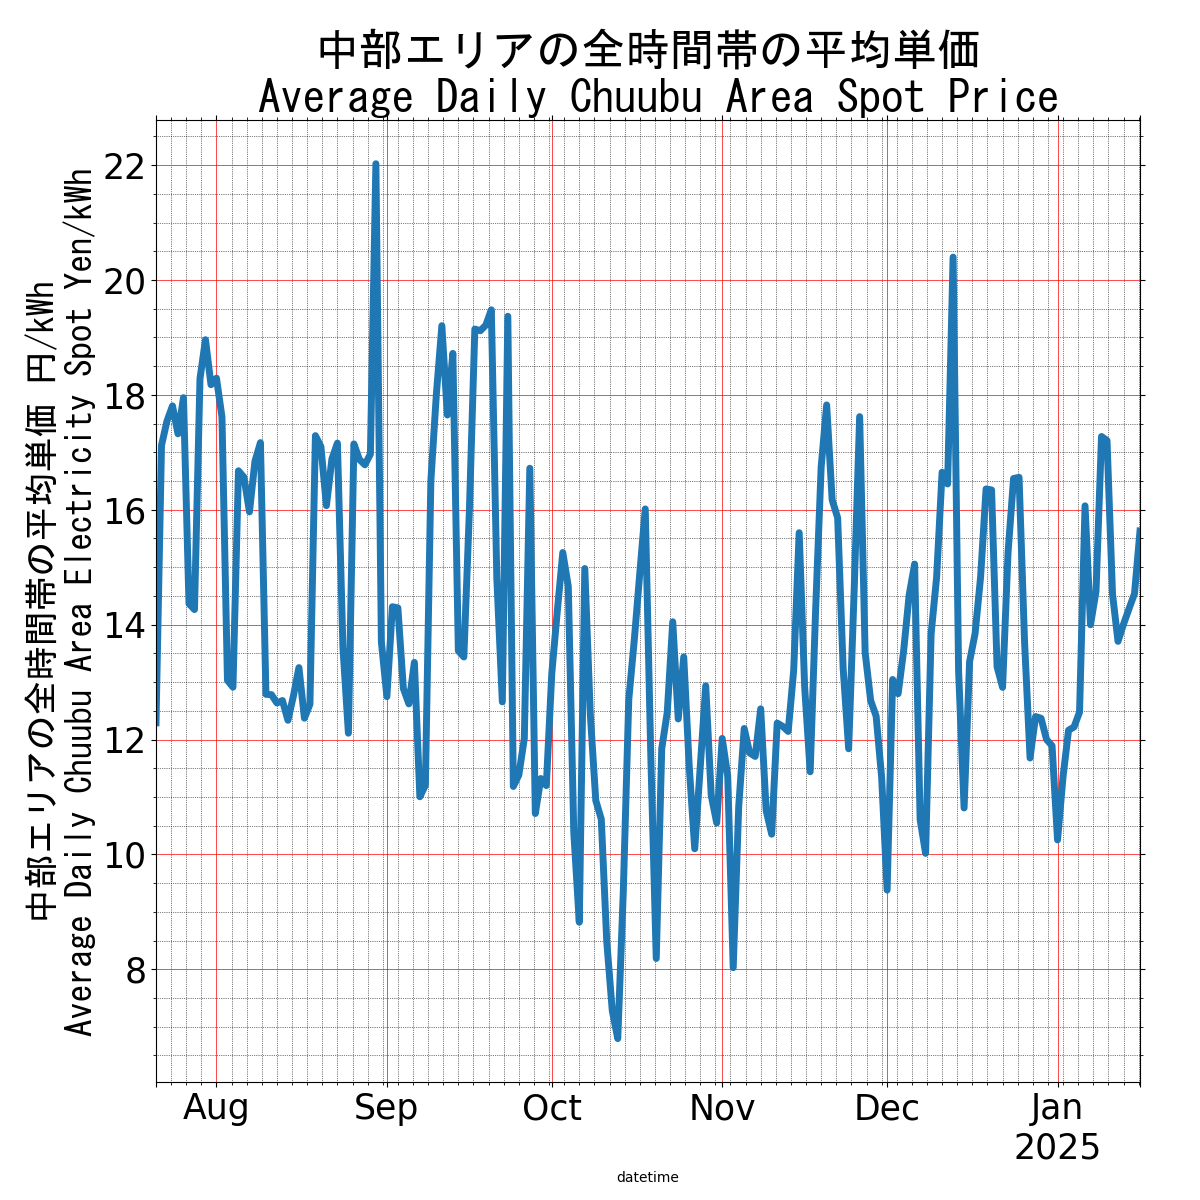 中部エリアの全時間帯の平均単価
Average Daily Chuubu Area Spot Price
中部エリアの全時間帯の平均単価 円/kWh
Average Daily Chuubu Area Electricity Spot Yen/kWh
22
20
18
16
14
12
10
8
Aug Sep Oct Nov Dec Jan
2025
datetime